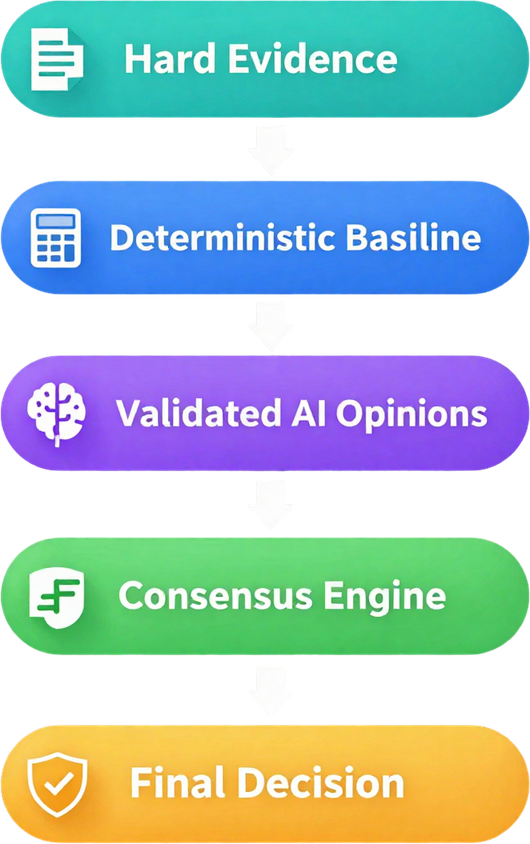 Hard Evidence
Deterministic Basiline
Validated AI Opinions
Consensus Engine
Final Decision